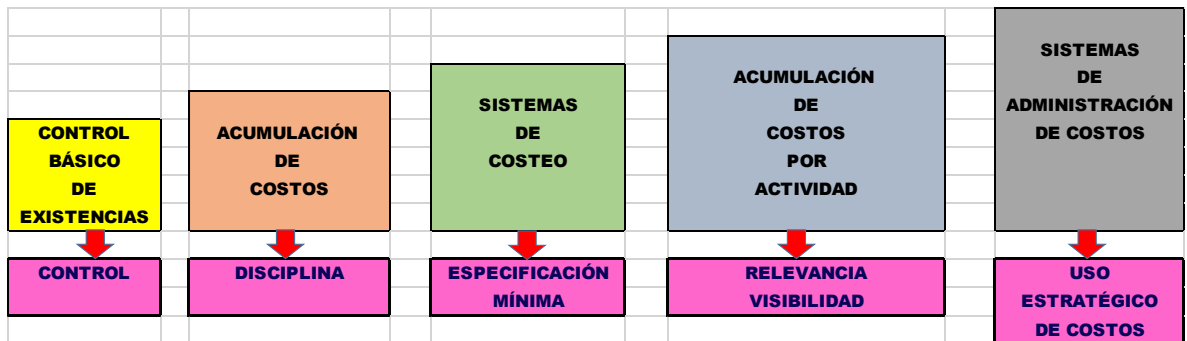 CONTROL
BÁSICO
DE
EXISTENCIAS
ACUMULACIÓN
DE
COSTOS
SISTEMAS
DE
COSTEO
ACUMULACIÓN
DE
COSTOS
POR
ACTIVIDAD
SISTEMAS
DE
ADMINISTRACIÓN
DE COSTOS
CONTROL
DISCIPLINA
ESPECIFICACIÓN
MÍNIMA
RELEVANCIA
VISIBILIDAD
USO
ESTRATÉGICO
DE COSTOS